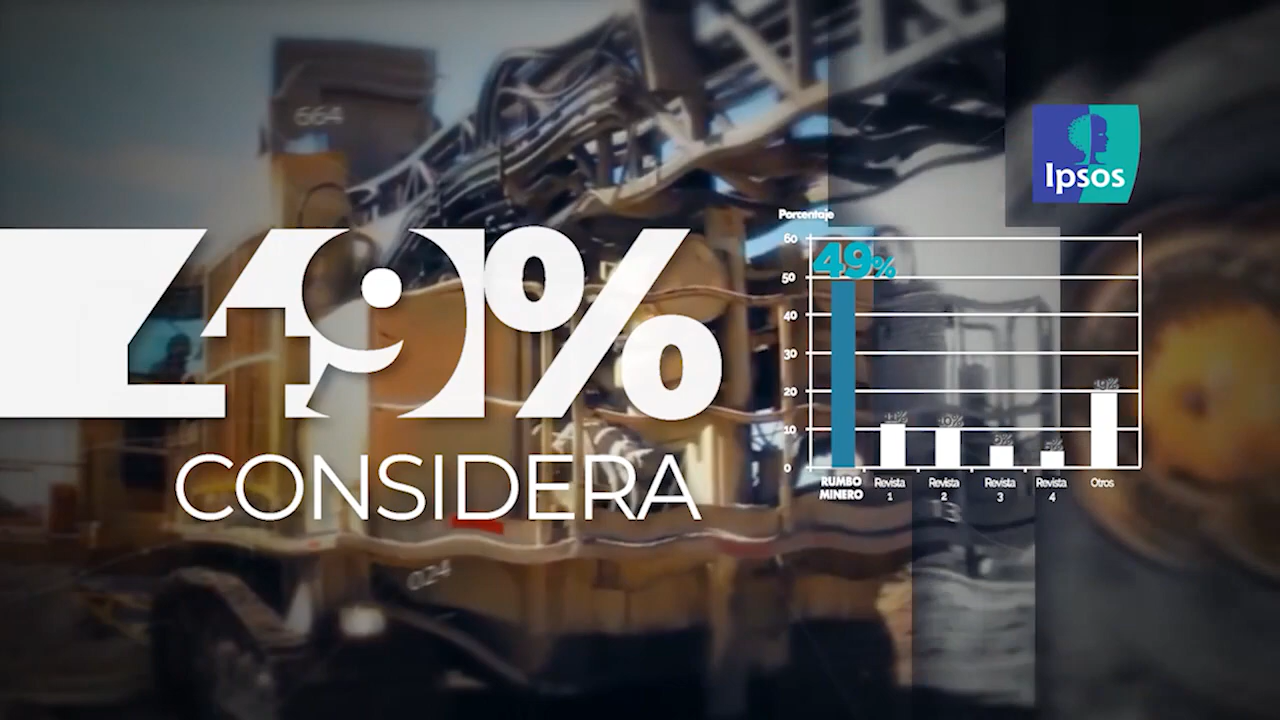 664
49%
CONSIDERA
024
Ipsos
Porcentaje
60
49%
50
40
30
20
10
0
11%
10%
6%
19%
RUMBO MINERO
Revista 1
Revista 2
Revista 3
Revista 4
Otros
13